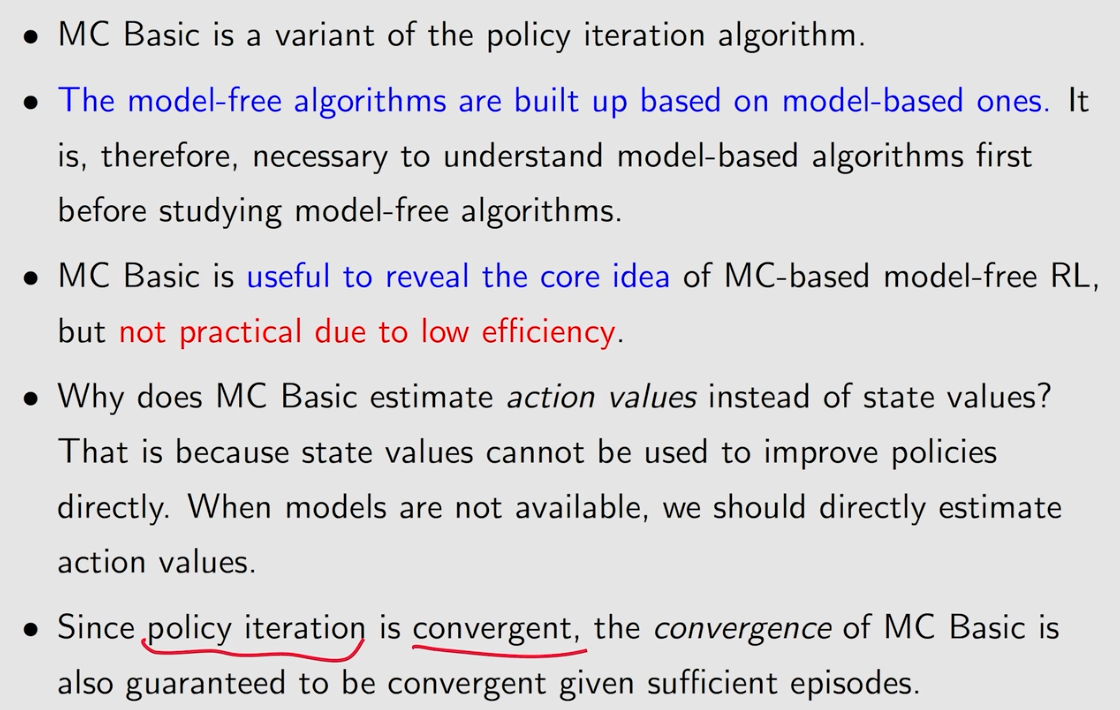 • MC Basic is a variant of the policy iteration algorithm.
• The model-free algorithms are built up based on model-based ones. It
is, therefore, necessary to understand model-based algorithms first
before studying model-free algorithms.
• MC Basic is useful to reveal the core idea of MC-based model-free RL,
but not practical due to low efficiency.
• Why does MC Basic estimate action values instead of state values?
That is because state values cannot be used to improve policies
directly. When models are not available, we should directly estimate
action values.
• Since policy iteration is convergent, the convergence of MC Basic is
also guaranteed to be convergent given sufficient episodes.